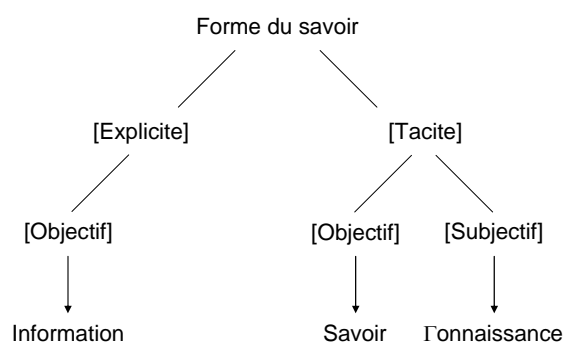 Forme du savoir
[Explicite] [Tacite]
[Objectif] [Objectif] [Subjectif]
Information Savoir Γonnaissance